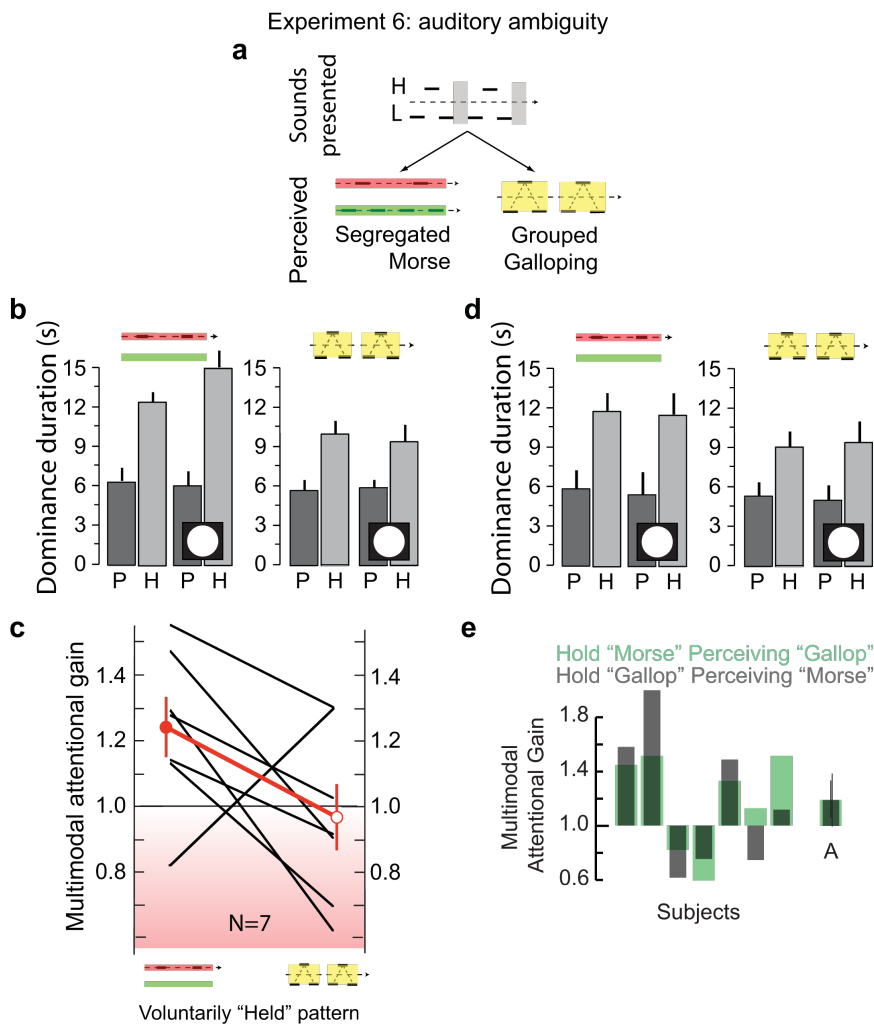 Experiment 6: auditory ambiguity
a
Sounds
presented
H
L
Perceived
Segregated
Morse
Grouped
Galloping
b
Dominance duration (s)
15
12
9
6
3
0
P H P H
15
12
9
6
3
0
P H P H
d
Dominance duration (s)
15
12
9
6
3
0
P H P H
15
12
9
6
3
0
P H P H
c
Multimodal attentional gain
1.4
1.2
1.0
0.8
1.4
1.2
1.0
0.8
N=7
Voluntarily “Held” pattern
e
Hold “Morse” Perceiving “Gallop”
Hold “Gallop” Perceiving “Morse”
Multimodal
Attentional Gain
1.8
1.4
1.0
0.6
A
Subjects